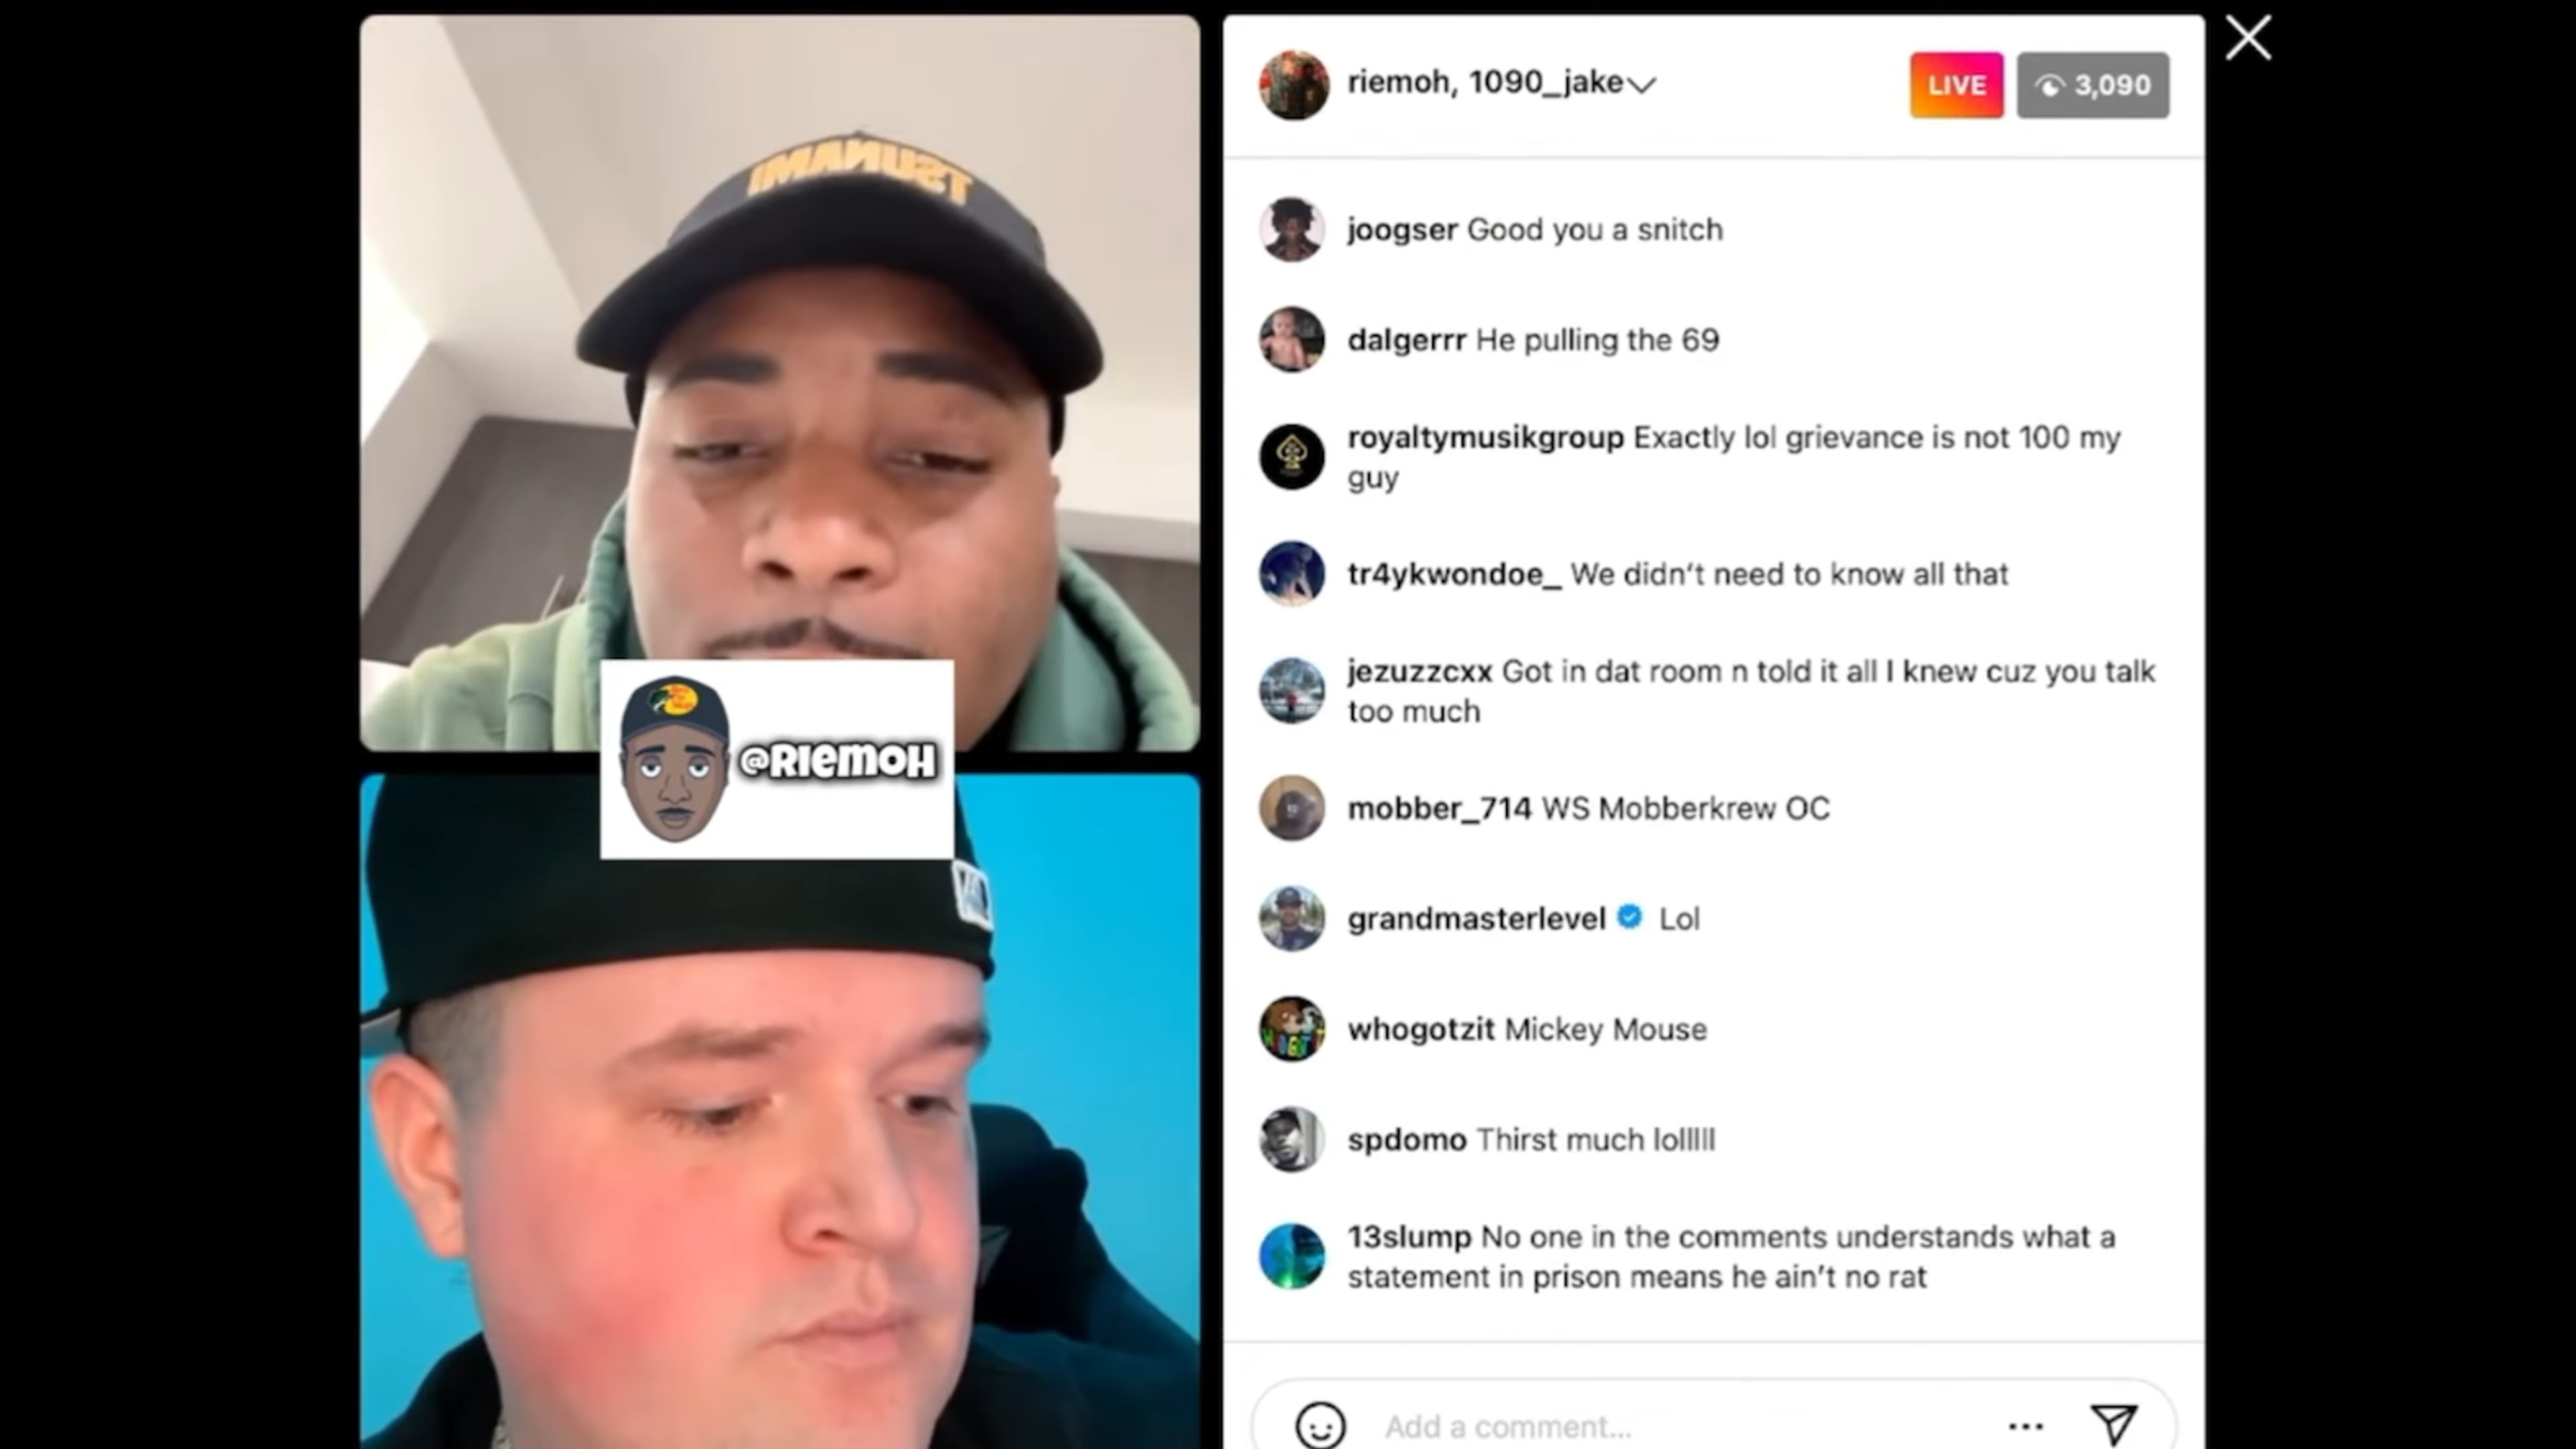 TSUNAMI
@RIEMOH
riemoh, 1090_jake
LIVE
3,090
joogser Good you a snitch
dalgerrr He pulling the 69
royaltymusikgroup Exactly lol grievance is not 100 my
guy
tr4ykwondoe_ We didn't need to know all that
jezuzzcxx Got in dat room n told it all I knew cuz you talk
too much
mobber_714 WS Mobberkrew OC
grandmasterlevel Lol
whogotzit Mickey Mouse
spdomo Thirst much lolllll
13slump No one in the comments understands what a
statement in prison means he ain't no rat
Add a comment...